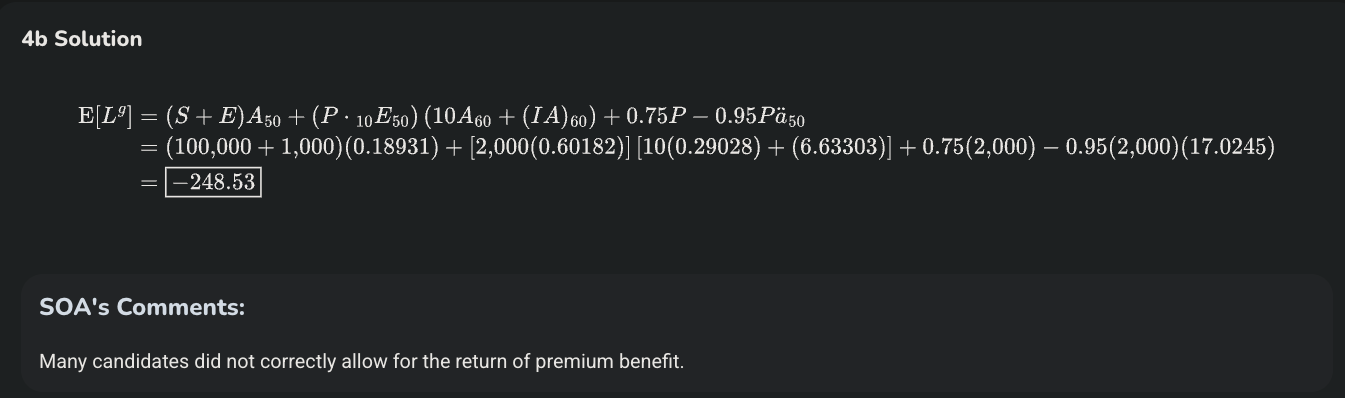 4b Solution
E[L^g] = (S + E)A_50 + (P · _10E_50) (10A_60 + (IA)_60) + 0.75P − 0.95Pä_50
= (100,000 + 1,000)(0.18931) + [2,000(0.60182)] [10(0.29028) + (6.63303)] + 0.75(2,000) − 0.95(2,000)(17.0245)
= −248.53
SOA's Comments:
Many candidates did not correctly allow for the return of premium benefit.